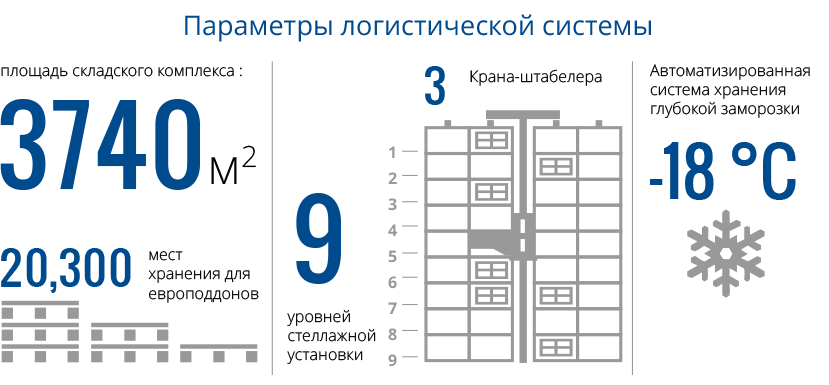 Параметры логистической системы
площадь складского комплекса :
3740 м²
20,300
мест
хранения для
европоддонов
9
уровней
стеллажной
установки
3
Крана-штабелера
1
2
3
4
5
6
7
8
9
Автоматизированная
система хранения
глубокой заморозки
-18 °C